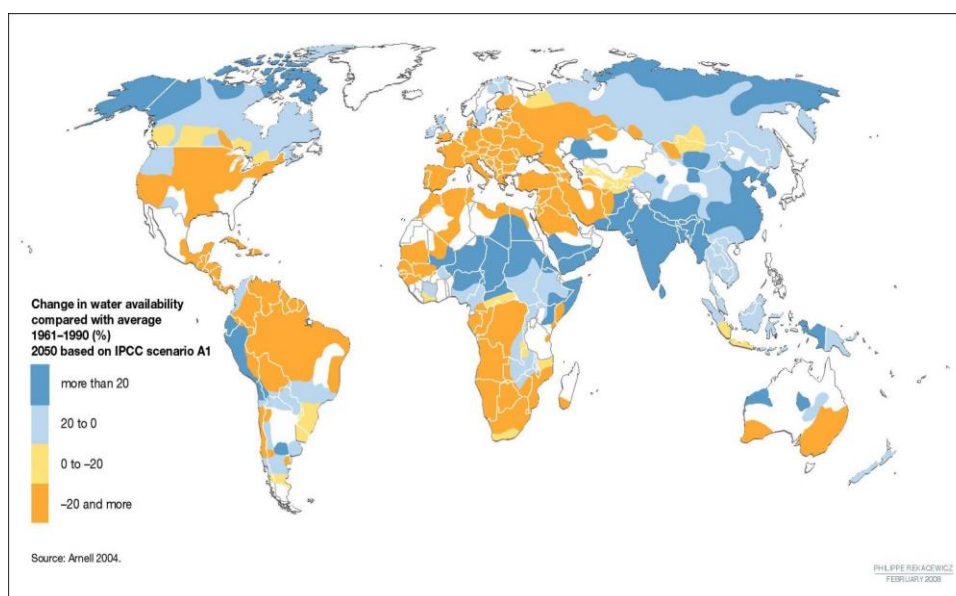 Change in water availability
compared with average
1961–1990 (%)
2050 based on IPCC scenario A1
more than 20
20 to 0
0 to –20
–20 and more
Source: Arnell 2004.
PHILIPPE REKACEWICZ
FEBRUARY 2008